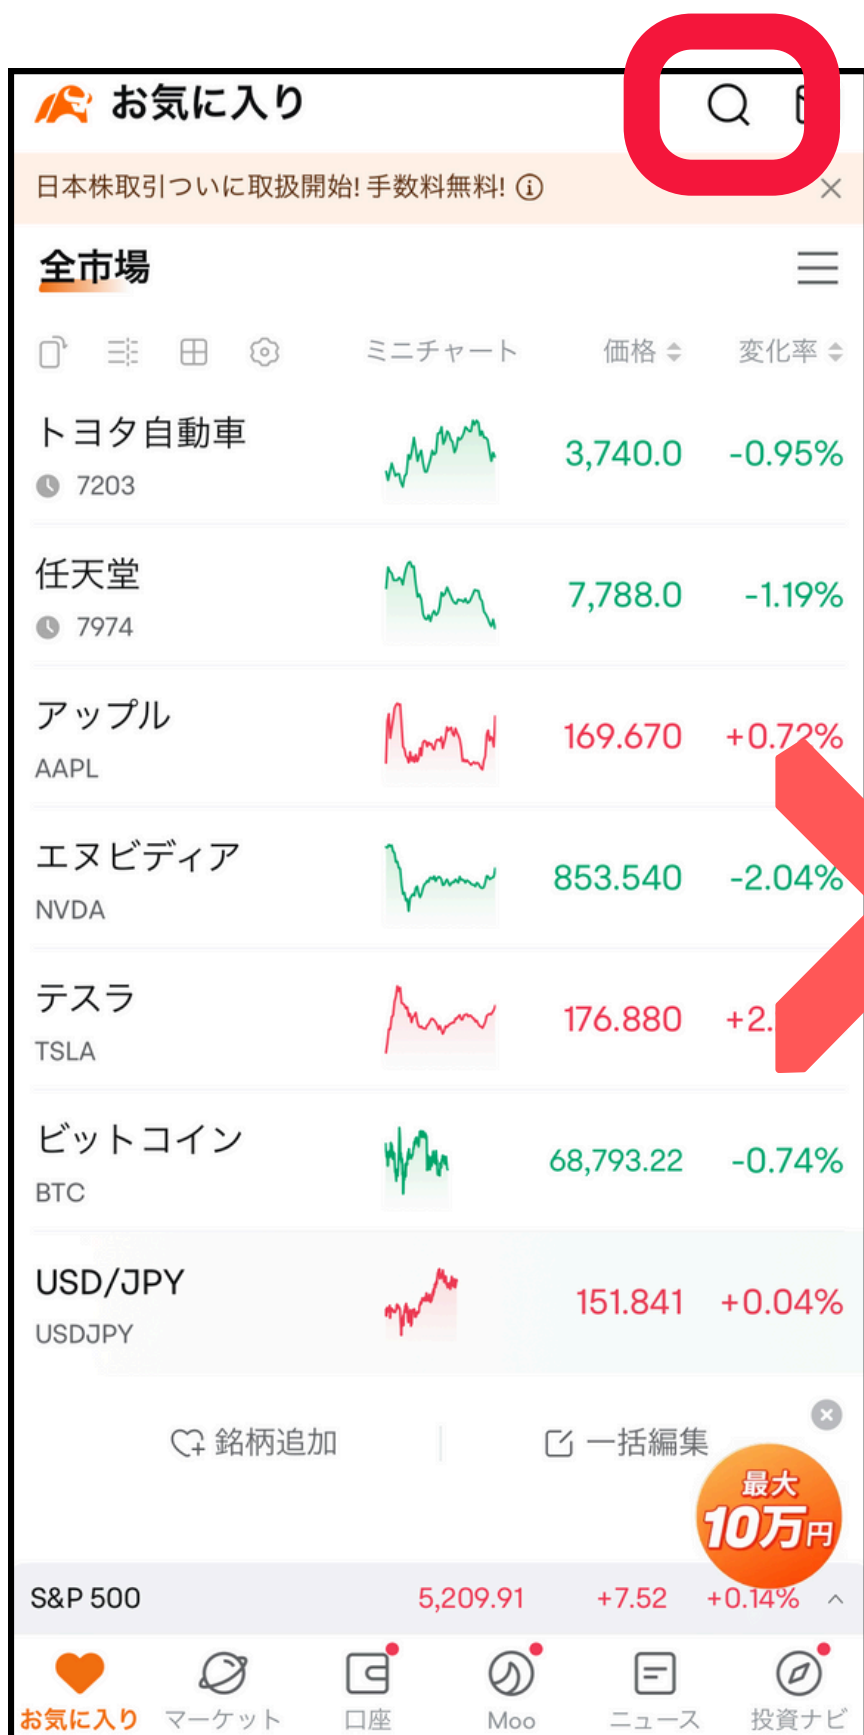 お気に入り
日本株取引ついに取扱開始! 手数料無料!
全市場
ミニチャート 価格 変化率
トヨタ自動車
7203
3,740.0 -0.95%
任天堂
7974
7,788.0 -1.19%
アップル
AAPL
169.670 +0.72%
エヌビディア
NVDA
853.540 -2.04%
テスラ
TSLA
176.880 +2.
ビットコイン
BTC
68,793.22 -0.74%
USD/JPY
USDJPY
151.841 +0.04%
銘柄追加 一括編集
最大
10万円
S&P 500 5,209.91 +7.52 +0.14%
お気に入り マーケット 口座 Moo ニュース 投資ナビ